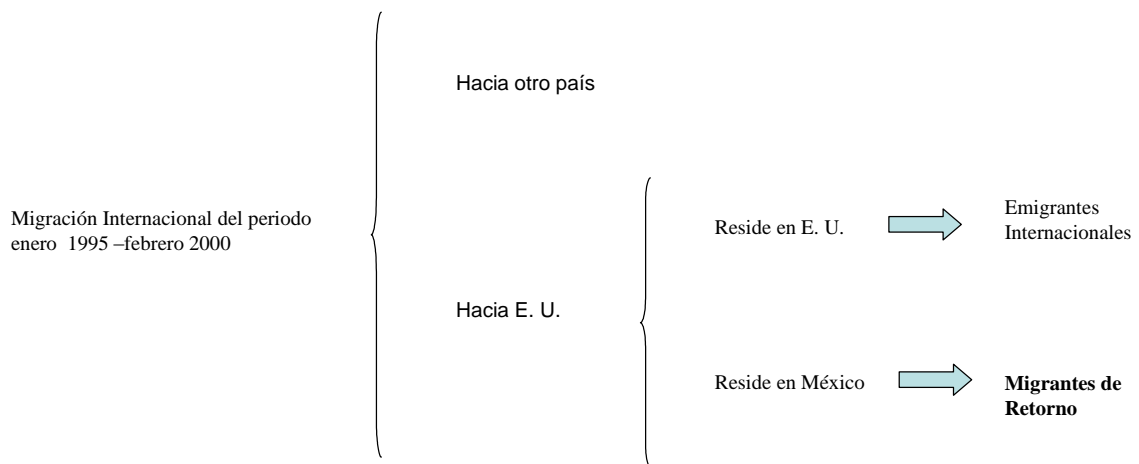 Hacia otro país
Migración Internacional del periodo
enero 1995 –febrero 2000
Reside en E. U.
Emigrantes
Internacionales
Hacia E. U.
Reside en México
Migrantes de
Retorno